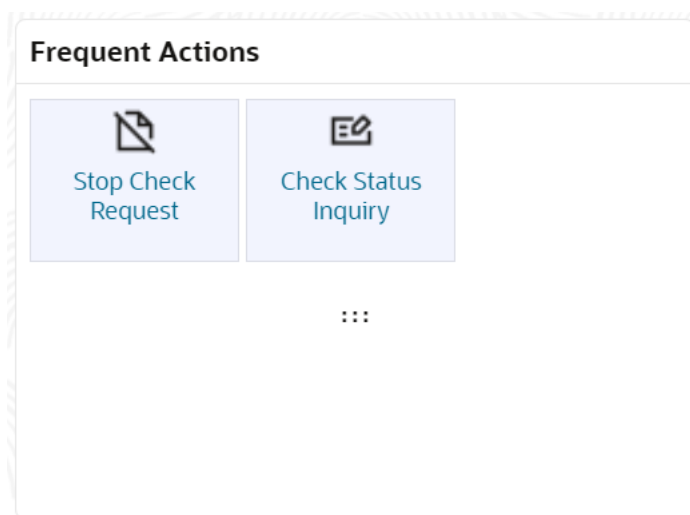 Frequent Actions
Stop Check
Request
Check Status
Inquiry